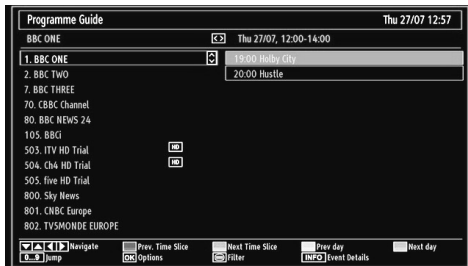 Programme Guide Thu 27/07 12:57
BBC ONE Thu 27/07, 12:00-14:00
1. BBC ONE 19:00 Holby City
2. BBC TWO 20:00 Hustle
7. BBC THREE
70. CBBC Channel
80. BBC NEWS 24
105. BBCi
503. ITV HD Trial HD
504. Ch4 HD Trial HD
505. five HD Trial
800. Sky News
801. CNBC Europe
802. TV5MONDE EUROPE
Navigate Prev. Time Slice Next Time Slice Prev day Next day
0...9 Jump OK Options Filter INFO Event Details